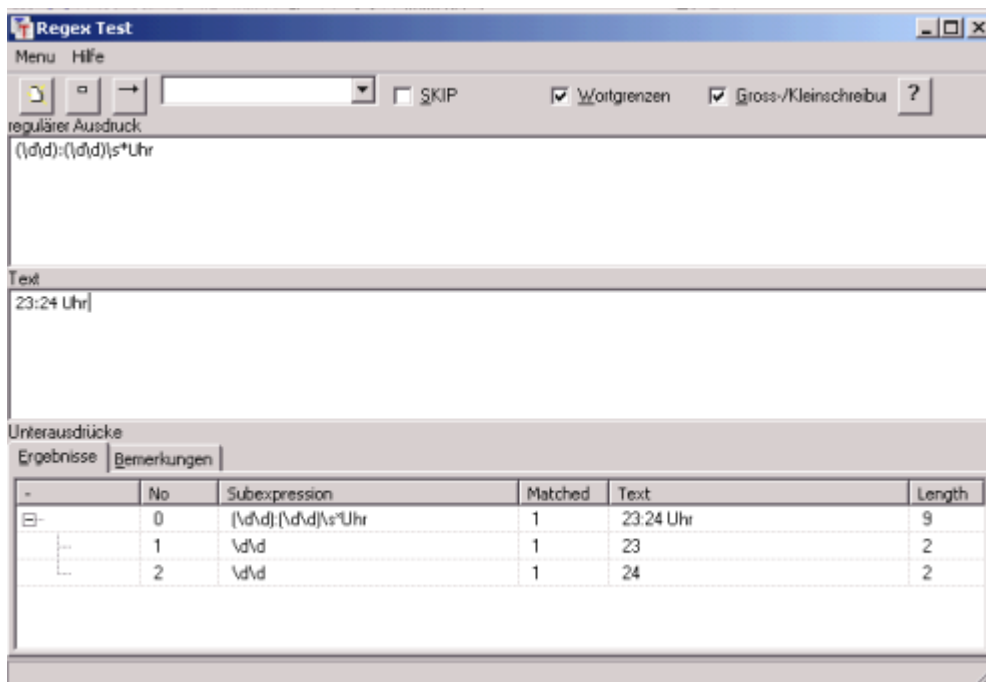 Regex Test
Menu Hilfe
SKIP Wortgrenzen Gross-/Kleinschreibur ?
regulärer Ausdruck
(\d\d):(\d\d)\s*Uhr
Text
23:24 Uhr
Unterausdrücke
Ergebnisse Bemerkungen
- No Subexpression Matched Text Length
0 (\d\d):(\d\d)\s*Uhr 1 23:24 Uhr 9
1 \d\d 1 23 2
2 \d\d 1 24 2